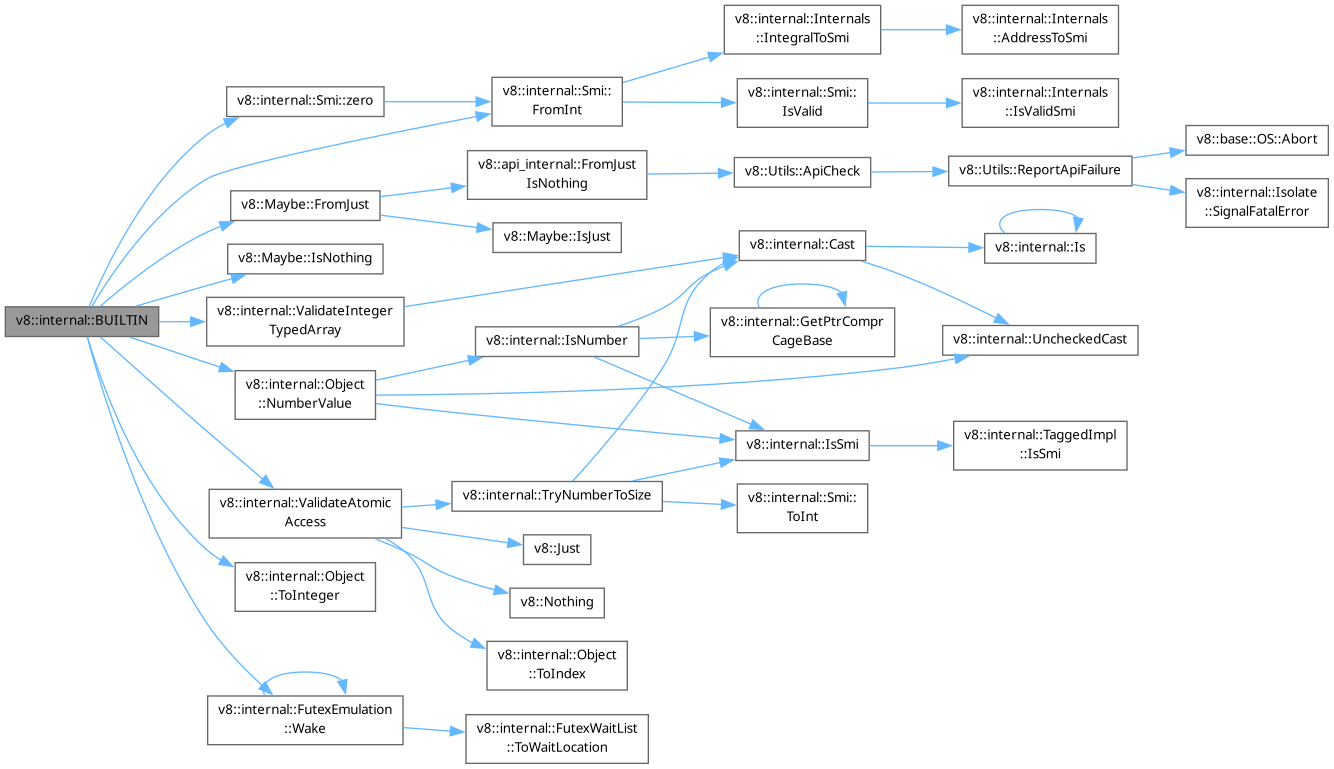 v8::internal::BUILTIN
v8::internal::Smi::zero
v8::internal::Smi::
FromInt
v8::internal::Internals
::IntegralToSmi
v8::internal::Internals
::AddressToSmi
v8::internal::Smi::
IsValid
v8::internal::Internals
::IsValidSmi
v8::Maybe::FromJust
v8::api_internal::FromJust
IsNothing
v8::Utils::ApiCheck
v8::Utils::ReportApiFailure
v8::base::OS::Abort
v8::internal::Isolate
::SignalFatalError
v8::Maybe::IsJust
v8::Maybe::IsNothing
v8::internal::ValidateInteger
TypedArray
v8::internal::Cast
v8::internal::Is
v8::internal::UncheckedCast
v8::internal::Object
::NumberValue
v8::internal::IsNumber
v8::internal::GetPtrCompr
CageBase
v8::internal::IsSmi
v8::internal::TaggedImpl
::IsSmi
v8::internal::ValidateAtomic
Access
v8::internal::TryNumberToSize
v8::internal::Smi::
ToInt
v8::Just
v8::Nothing
v8::internal::Object
::ToIndex
v8::internal::Object
::ToInteger
v8::internal::FutexEmulation
::Wake
v8::internal::FutexWaitList
::ToWaitLocation